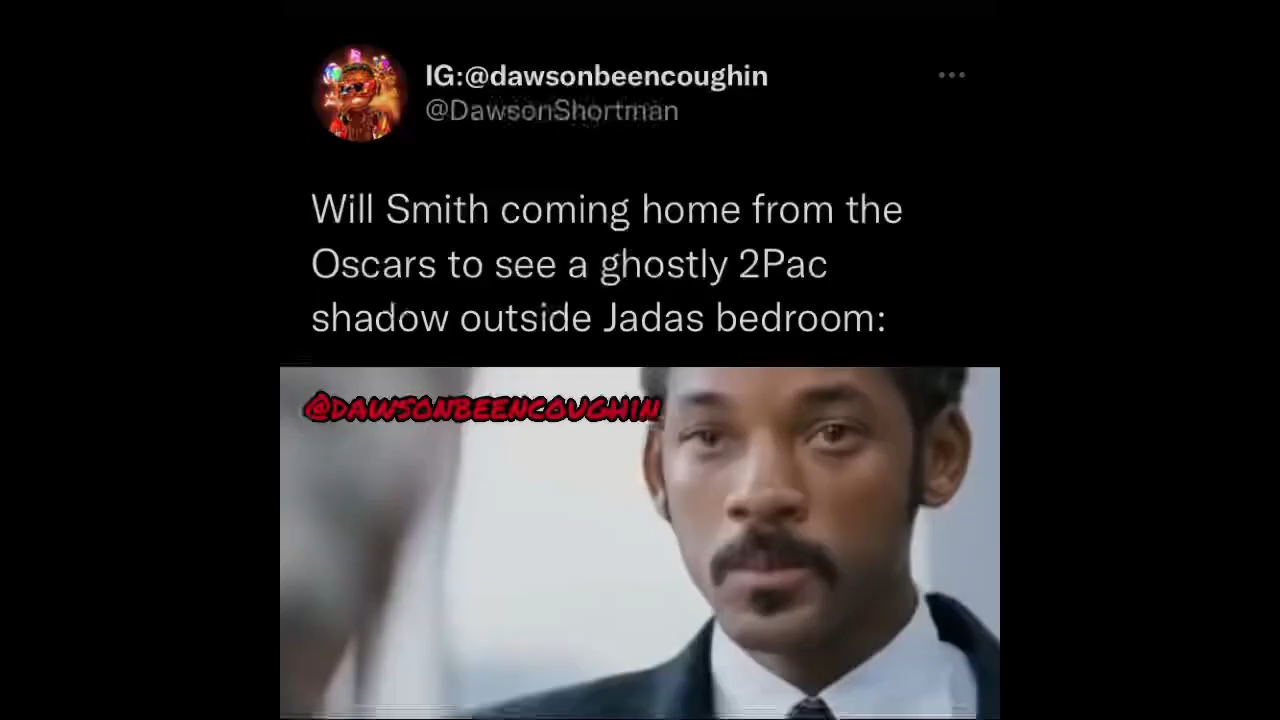 IG:@dawsonbeencoughin
@DawsonShortman
Will Smith coming home from the
Oscars to see a ghostly 2Pac
shadow outside Jadas bedroom:
@DAWSONBEENCOUGHIN